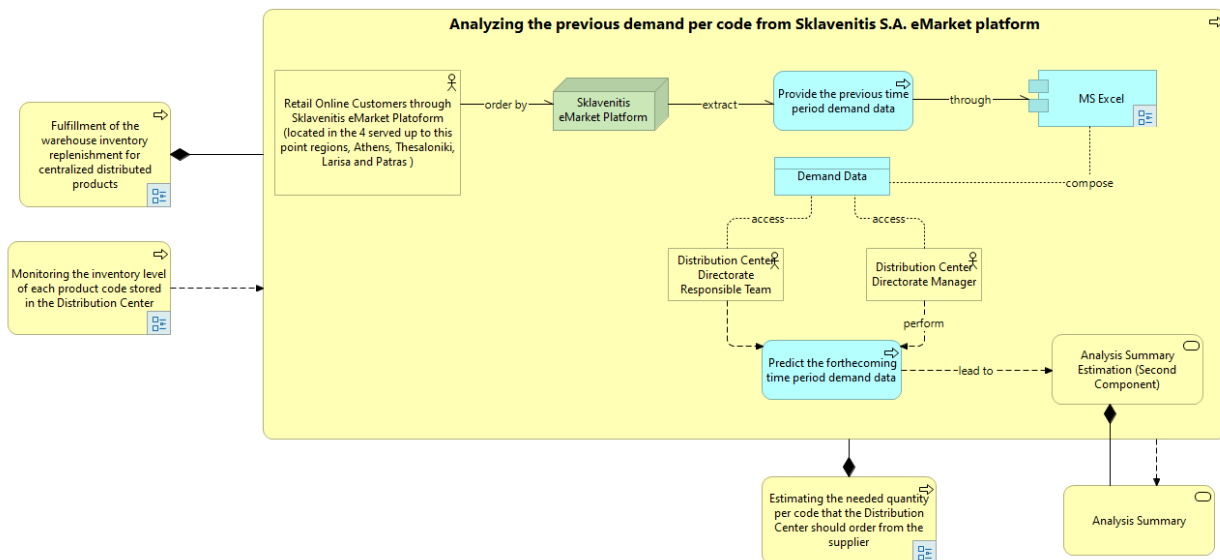 Analyzing the previous demand per code from Sklavenitis S.A. eMarket platform
Retail Online Customers through
Sklavenitis eMarket Platoform
(located in the 4 served up to this
point regions, Athens, Thesaloniki,
Larisa and Patras )
order by
Sklavenitis
eMarket Platform
extract
Provide the previous time
period demand data
through
MS Excel
Fulfillment of the
warehouse inventory
replenishment for
centralized distributed
products
Demand Data
compose
access
access
Monitoring the inventory level
of each product code stored
in the Distribution Center
Distribution Center
Directorate
Responsible Team
Distribution Center
Directorate Manager
perform
Predict the forthcecoming
time period demand data
lead to
Analysis Summary
Estimation (Second
Component)
Estimating the needed quantity
per code that the Distribution
Center should order from the
supplier
Analysis Summary